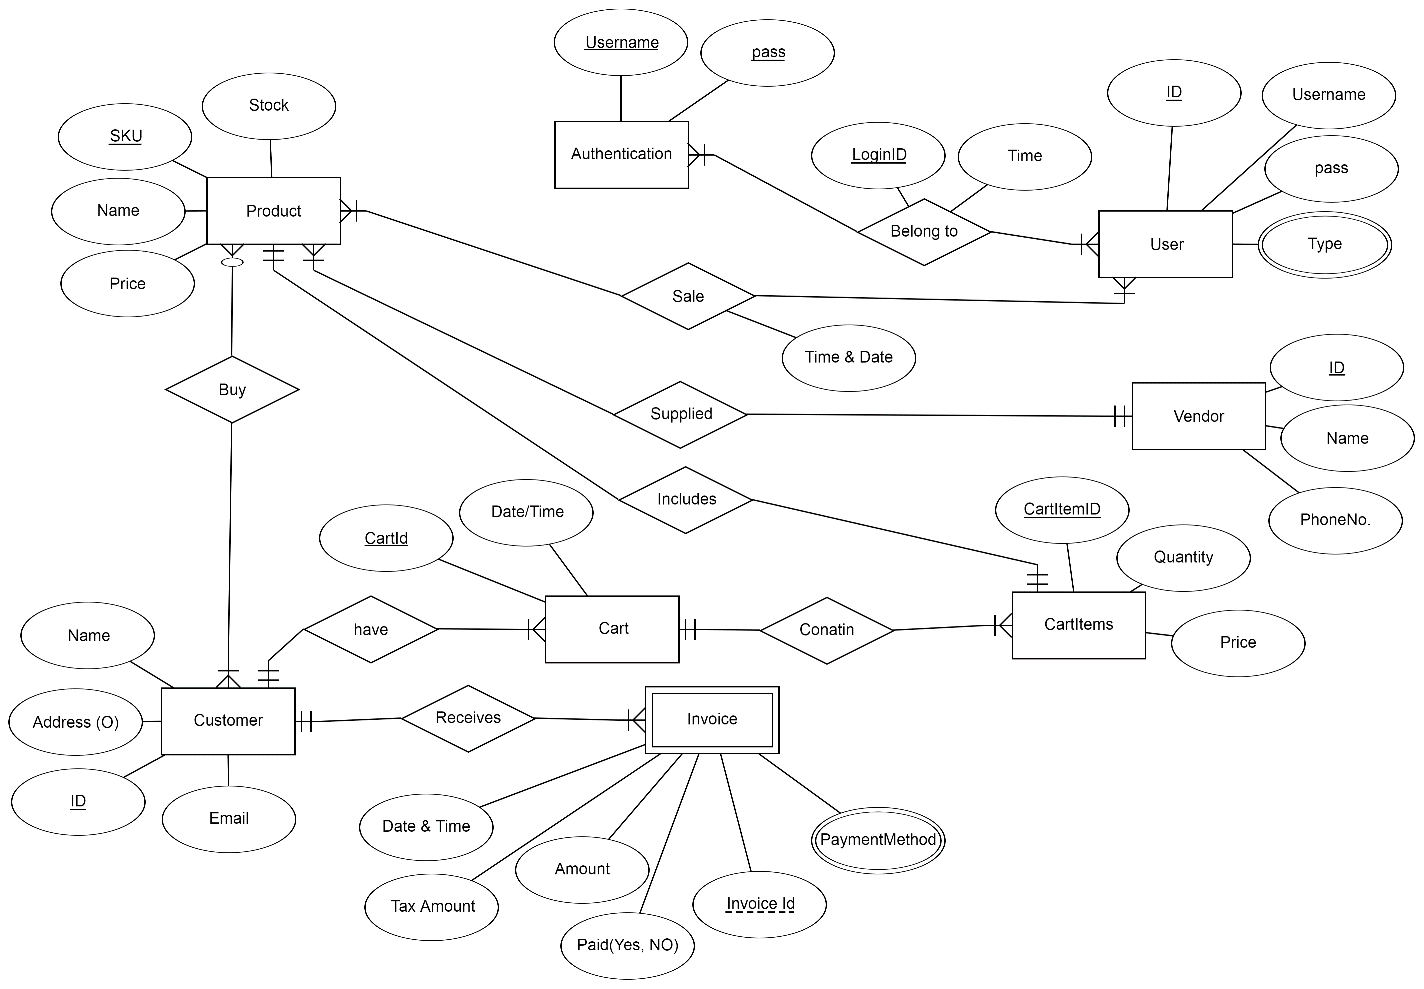 Username
pass
Stock
SKU
ID
Username
Authentication
LoginID
Time
pass
Name
Product
Belong to
User
Type
Price
Sale
Time & Date
ID
Buy
Supplied
Vendor
Name
Includes
CartItemID
PhoneNo.
Date/Time
CartId
Quantity
Name
have
Cart
Conatin
CartItems
Price
Address (O)
Customer
Receives
Invoice
ID
Email
Date & Time
PaymentMethod
Amount
Tax Amount
Invoice Id
Paid(Yes, NO)